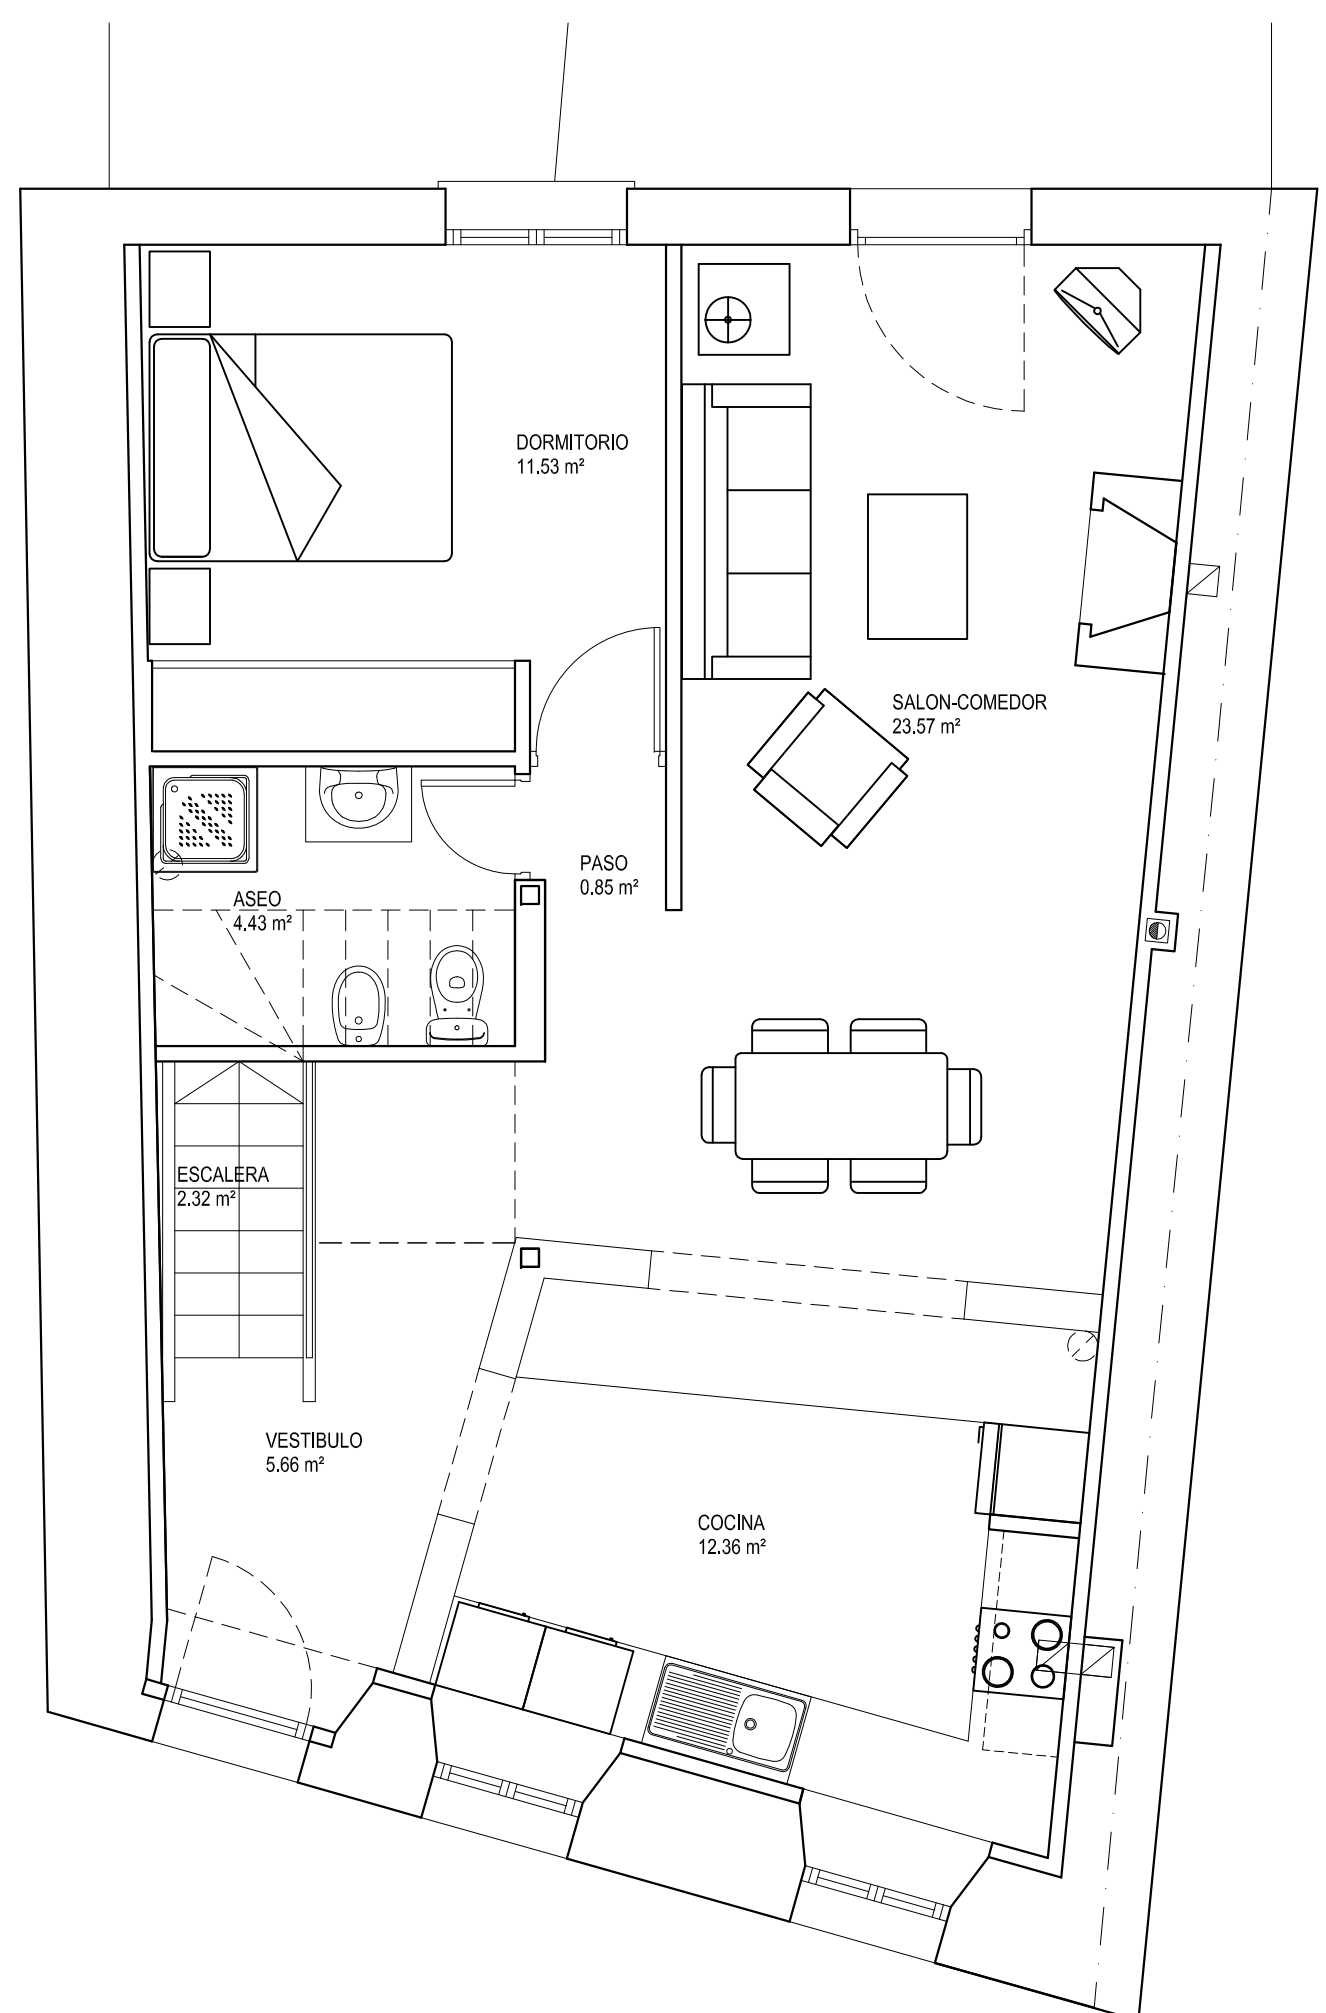 DORMITORIO
11.53 m²
SALON-COMEDOR
23.57 m²
PASO
0.85 m²
ASEO
4.43 m²
ESCALERA
2.32 m²
VESTIBULO
5.66 m²
COCINA
12.36 m²